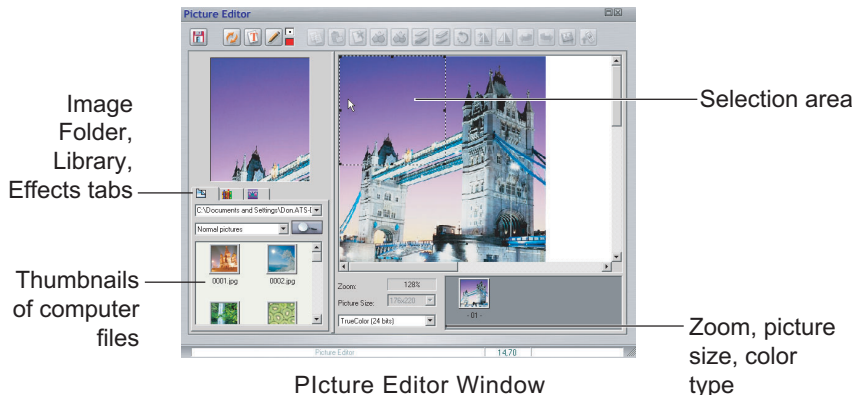 Picture Editor
Image
Folder,
Library,
Effects tabs
Selection area
C:\Documents and Settings\Don.ATS-
Normal pictures
0001.jpg
0002.jpg
Thumbnails
of computer
files
Zoom:
128%
Picture Size:
176x220
TrueColor (24 bits)
- 01 -
Zoom, picture
size, color
type
Picture Editor
14,70
PIcture Editor Window